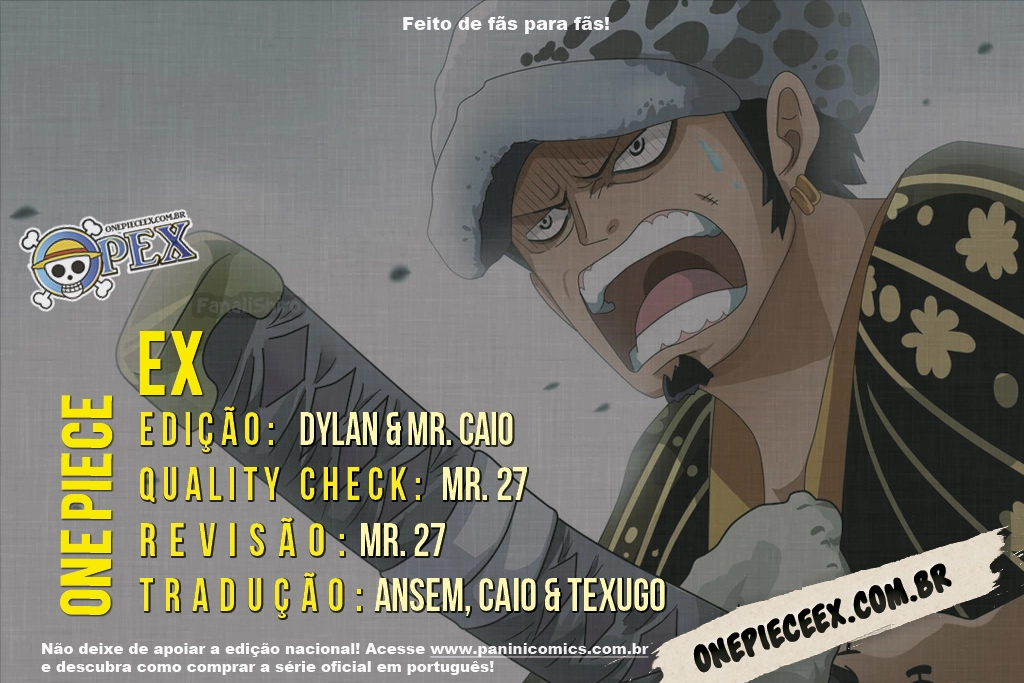 Feito de fãs para fãs!
ONEPIECEEX.COM.BR
OPEX
FanaliShiro
ONE PIECE
EX
EDIÇÃO: DYLAN & MR. CAIO
QUALITY CHECK: MR. 27
REVISÃO: MR. 27
TRADUÇÃO: ANSEM, CAIO & TEXUGO
ONEPIECEEX.COM.BR
Não deixe de apoiar a edição nacional! Acesse www.paninicomics.com.br
e descubra como comprar a série oficial em português!